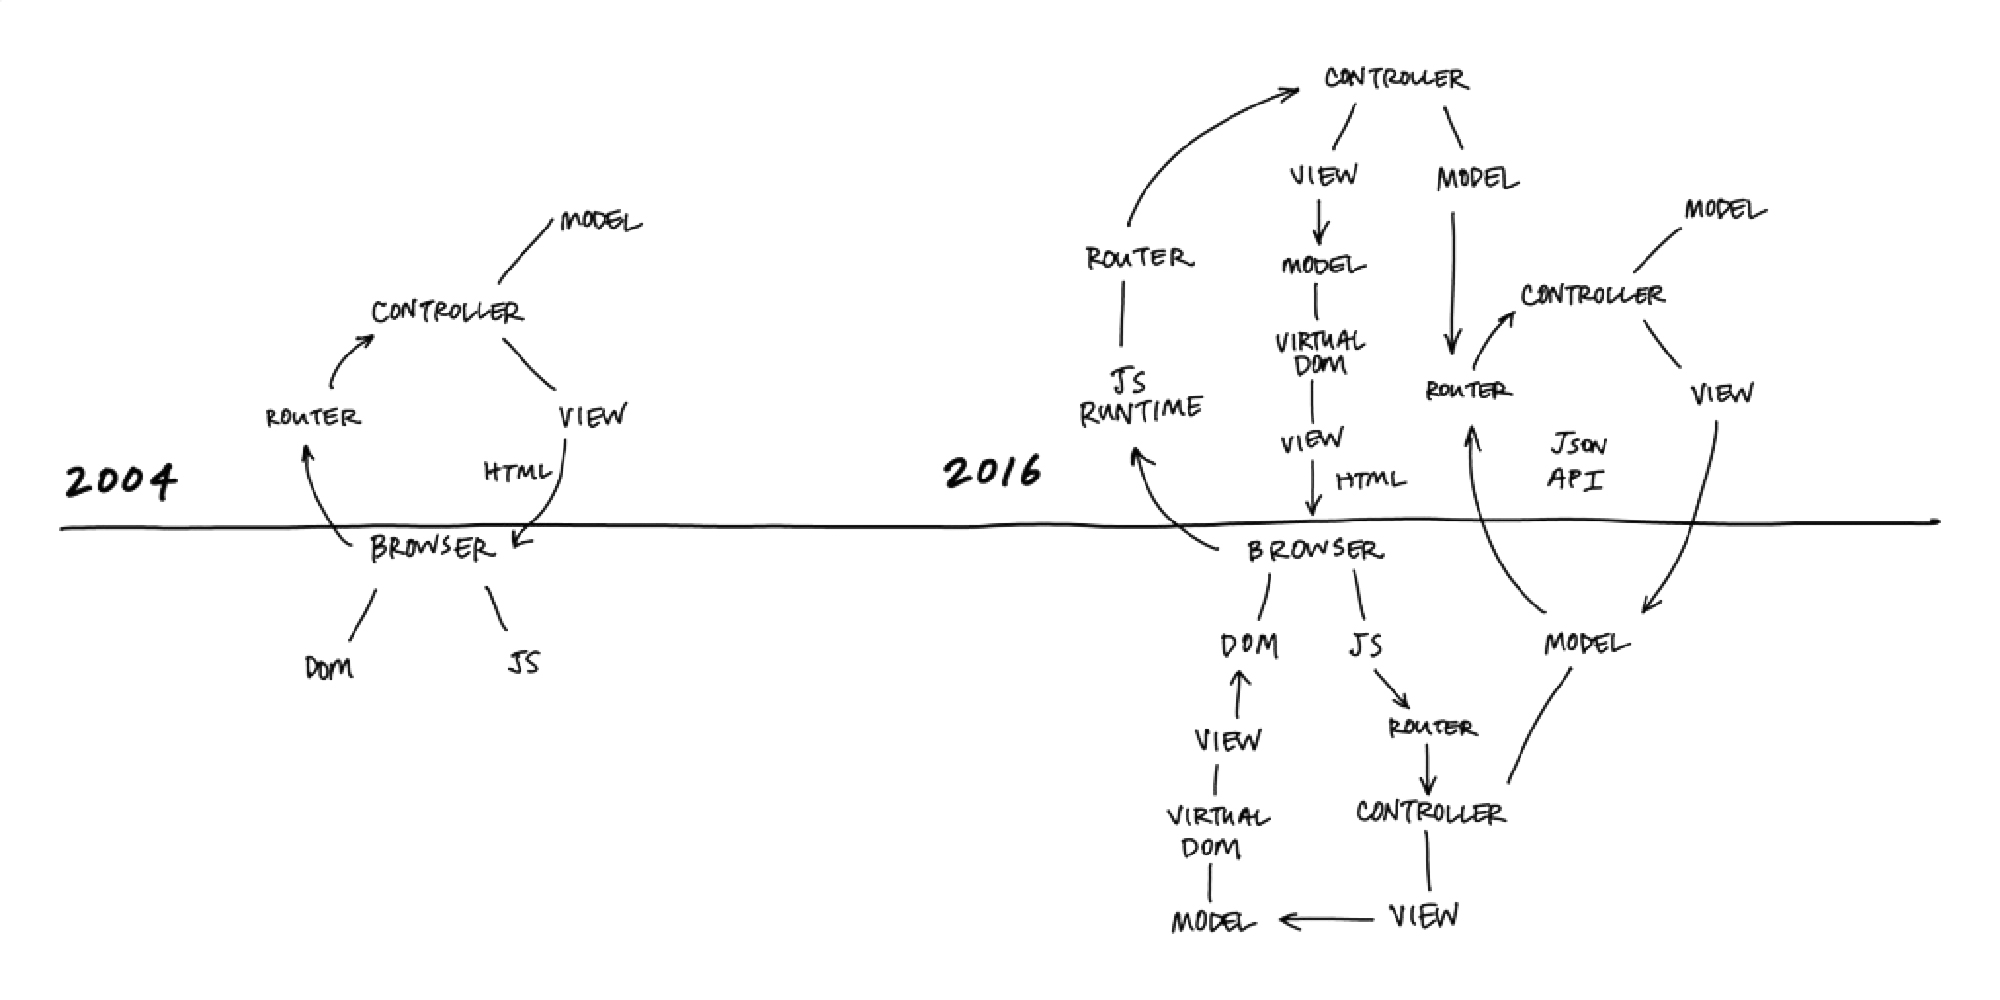 2004
MODEL
CONTROLLER
ROUTER
VIEW
HTML
BROWSER
DOM
JS
2016
CONTROLLER
VIEW
MODEL
ROUTER
MODEL
MODEL
CONTROLLER
VIRTUAL
DOM
JS
RUNTIME
ROUTER
VIEW
VIEW
HTML
JSON
API
BROWSER
DOM
JS
MODEL
ROUTER
VIEW
VIRTUAL
DOM
CONTROLLER
MODEL
VIEW